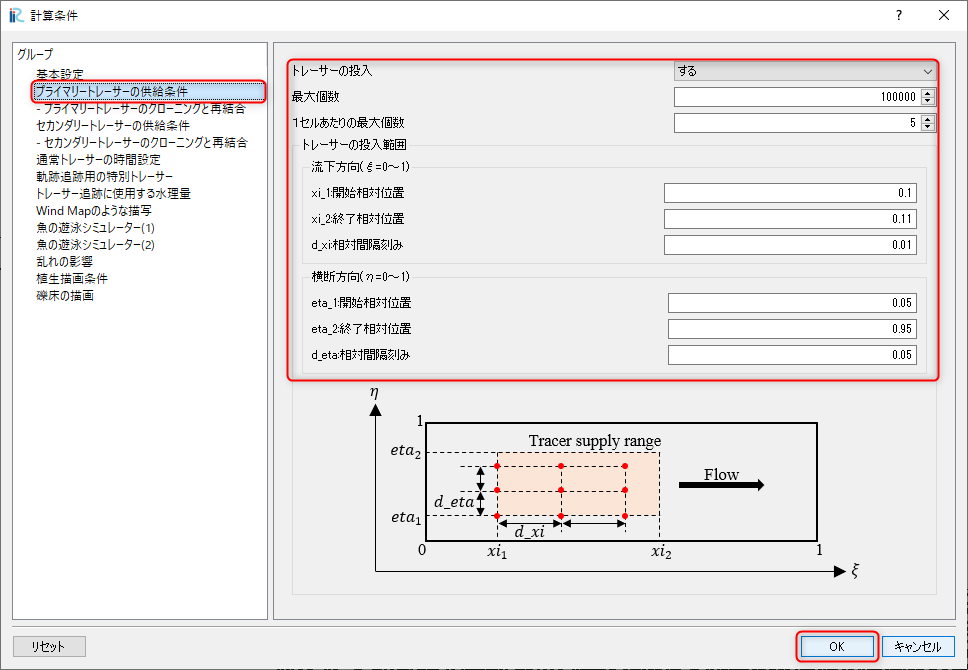 計算条件
グループ
基本設定
プライマリートレーサーの供給条件
- プライマリートレーサーのクローニングと再結合
セカンダリートレーサーの供給条件
- セカンダリートレーサーのクローニングと再結合
通常トレーサーの時間設定
軌跡追跡用の特別トレーサー
トレーサー追跡に使用する水理量
Wind Mapのような描写
魚の遊泳シミュレーター(1)
魚の遊泳シミュレーター(2)
乱れの影響
植生描画条件
礫床の描画
トレーサーの投入 する
最大個数 100000
1セルあたりの最大個数 5
トレーサーの投入範囲
流下方向(ξ=0～1)
xi_1:開始相対位置 0.1
xi_2:終了相対位置 0.11
d_xi:相対間隔刻み 0.01
横断方向(η=0～1)
eta_1:開始相対位置 0.05
eta_2:終了相対位置 0.95
d_eta:相対間隔刻み 0.05
η
1
eta₂
Tracer supply range
Flow
d_eta
eta₁
d_xi
0 xi₁ xi₂ 1
ξ
リセット OK キャンセル